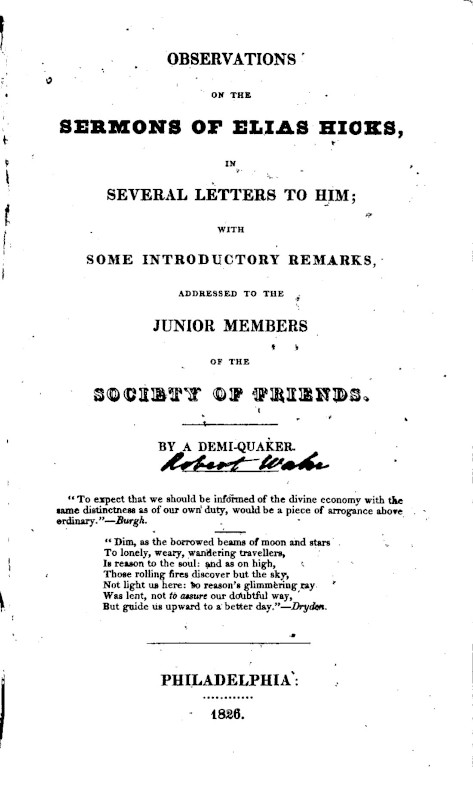 OBSERVATIONS
ON THE
SERMONS OF ELIAS HICKS,
IN
SEVERAL LETTERS TO HIM;
WITH
SOME INTRODUCTORY REMARKS,
ADDRESSED TO THE
JUNIOR MEMBERS
OF THE
SOCIETY OF FRIENDS.
BY A DEMI-QUAKER.
Robert Waln
"To expect that we should be informed of the divine economy with the
same distinctness as of our own duty, would be a piece of arrogance above
ordinary."—Burgh.
"Dim, as the borrowed beams of moon and stars
To lonely, weary, wandering travellers,
Is reason to the soul: and as on high,
Those rolling fires discover but the sky,
Not light us here: so reason's glimmering ray
Was lent, not to assure our doubtful way,
But guide us upward to a better day."—Dryden.
PHILADELPHIA:
1826.